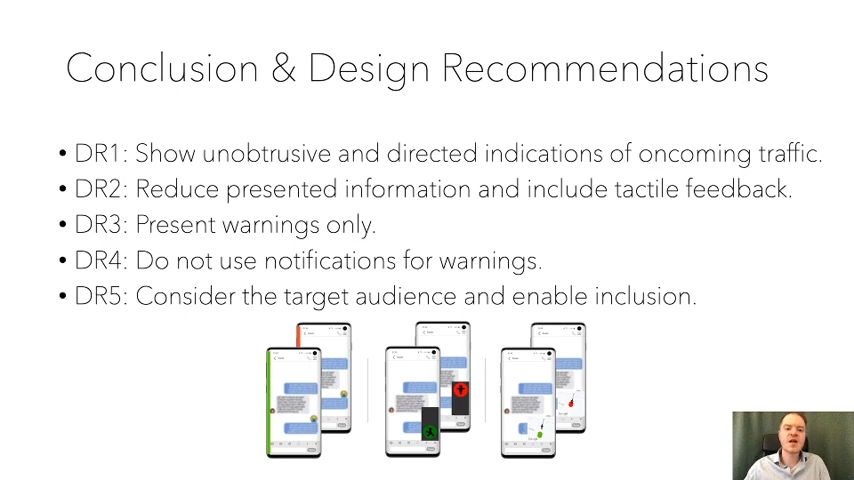 Conclusion & Design Recommendations
• DR1: Show unobtrusive and directed indications of oncoming traffic.
• DR2: Reduce presented information and include tactile feedback.
• DR3: Present warnings only.
• DR4: Do not use notifications for warnings.
• DR5: Consider the target audience and enable inclusion.